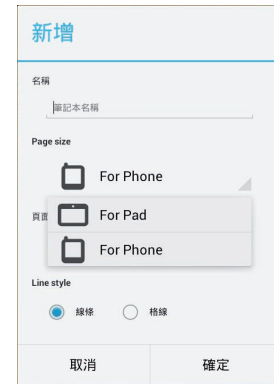 新增
名稱
筆記本名稱
Page size
For Phone
頁面
For Pad
For Phone
Line style
線條 格線
取消 確定